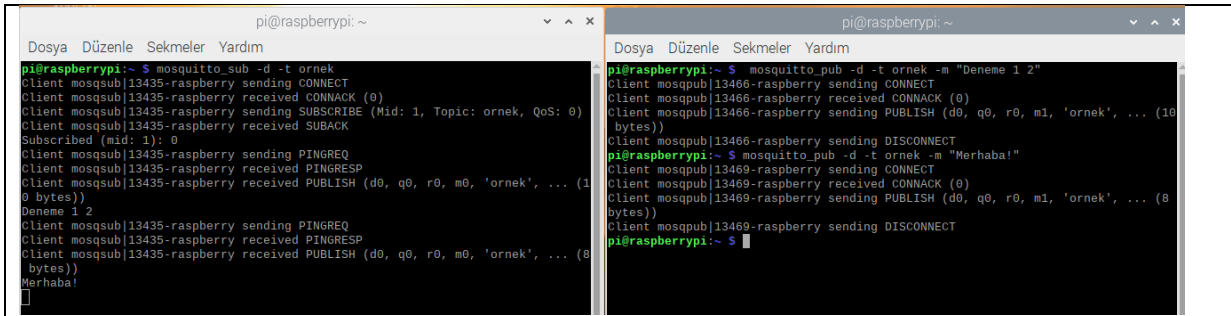 pi@raspberrypi: ~
Dosya Düzenle Sekmeler Yardım
pi@raspberrypi:~ $ mosquitto_sub -d -t ornek
Client mosqsub|13435-raspberry sending CONNECT
Client mosqsub|13435-raspberry received CONNACK (0)
Client mosqsub|13435-raspberry sending SUBSCRIBE (Mid: 1, Topic: ornek, QoS: 0)
Client mosqsub|13435-raspberry received SUBACK
Subscribed (mid: 1): 0
Client mosqsub|13435-raspberry sending PINGREQ
Client mosqsub|13435-raspberry received PINGRESP
Client mosqsub|13435-raspberry received PUBLISH (d0, q0, r0, m0, 'ornek', ... (1
0 bytes))
Deneme 1 2
Client mosqsub|13435-raspberry sending PINGREQ
Client mosqsub|13435-raspberry received PINGRESP
Client mosqsub|13435-raspberry received PUBLISH (d0, q0, r0, m0, 'ornek', ... (8
bytes))
Merhaba!
pi@raspberrypi: ~
Dosya Düzenle Sekmeler Yardım
pi@raspberrypi:~ $ mosquitto_pub -d -t ornek -m "Deneme 1 2"
Client mosqpub|13466-raspberry sending CONNECT
Client mosqpub|13466-raspberry received CONNACK (0)
Client mosqpub|13466-raspberry sending PUBLISH (d0, q0, r0, m1, 'ornek', ... (10
bytes))
Client mosqpub|13466-raspberry sending DISCONNECT
pi@raspberrypi:~ $ mosquitto_pub -d -t ornek -m "Merhaba!"
Client mosqpub|13469-raspberry sending CONNECT
Client mosqpub|13469-raspberry received CONNACK (0)
Client mosqpub|13469-raspberry sending PUBLISH (d0, q0, r0, m1, 'ornek', ... (8
bytes))
Client mosqpub|13469-raspberry sending DISCONNECT
pi@raspberrypi:~ $